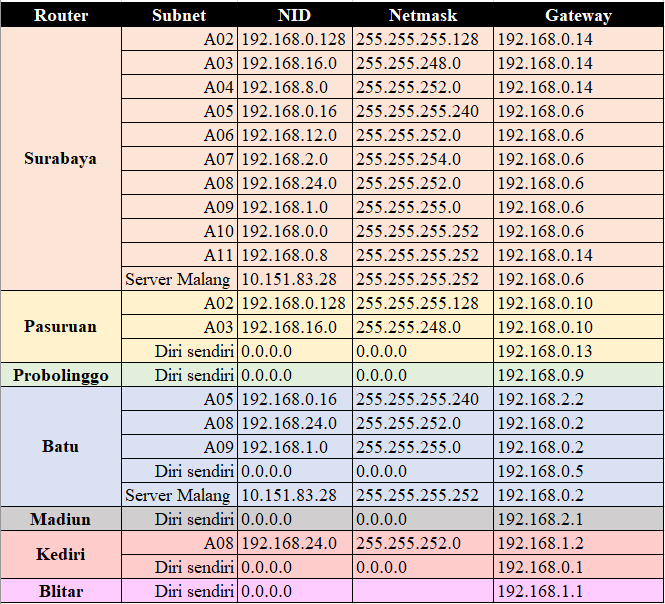 Router Subnet NID Netmask Gateway
Surabaya
A02 192.168.0.128 255.255.255.128 192.168.0.14
A03 192.168.16.0 255.255.248.0 192.168.0.14
A04 192.168.8.0 255.255.252.0 192.168.0.14
A05 192.168.0.16 255.255.255.240 192.168.0.6
A06 192.168.12.0 255.255.252.0 192.168.0.6
A07 192.168.2.0 255.255.254.0 192.168.0.6
A08 192.168.24.0 255.255.252.0 192.168.0.6
A09 192.168.1.0 255.255.255.0 192.168.0.6
A10 192.168.0.0 255.255.255.252 192.168.0.6
A11 192.168.0.8 255.255.255.252 192.168.0.14
Server Malang 10.151.83.28 255.255.255.252 192.168.0.6
Pasuruan
A02 192.168.0.128 255.255.255.128 192.168.0.10
A03 192.168.16.0 255.255.248.0 192.168.0.10
Diri sendiri 0.0.0.0 0.0.0.0 192.168.0.13
Probolinggo Diri sendiri 0.0.0.0 0.0.0.0 192.168.0.9
Batu
A05 192.168.0.16 255.255.255.240 192.168.2.2
A08 192.168.24.0 255.255.252.0 192.168.0.2
A09 192.168.1.0 255.255.255.0 192.168.0.2
Diri sendiri 0.0.0.0 0.0.0.0 192.168.0.5
Server Malang 10.151.83.28 255.255.255.252 192.168.0.2
Madiun Diri sendiri 0.0.0.0 0.0.0.0 192.168.2.1
Kediri
A08 192.168.24.0 255.255.252.0 192.168.1.2
Diri sendiri 0.0.0.0 0.0.0.0 192.168.0.1
Blitar Diri sendiri 0.0.0.0 192.168.1.1